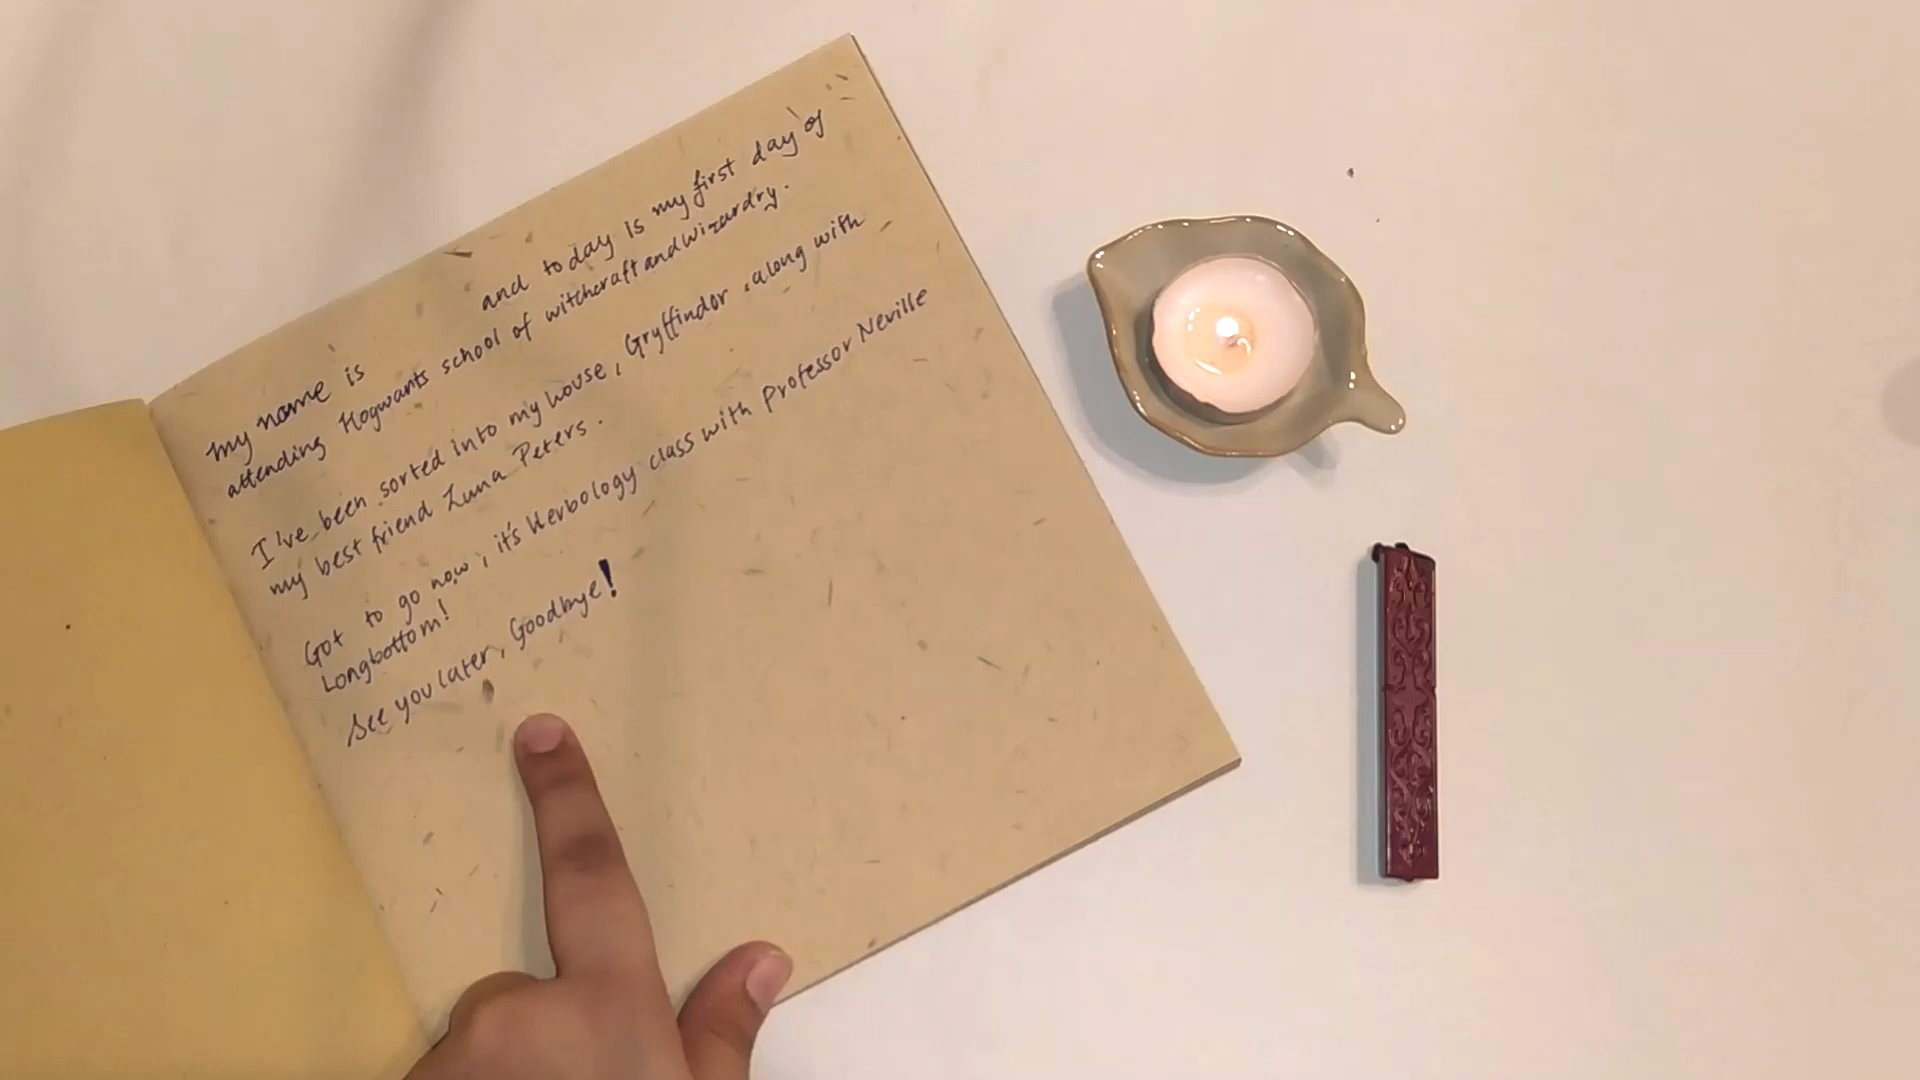 My name is and today is my first day of
attending Hogwarts school of witchcraft and wizardry.
I've been sorted into my house, Gryffindor, along with
my best friend Luna Peters.
Got to go now, it's Herbology class with Professor Neville
Longbottom!
See you later, Goodbye!